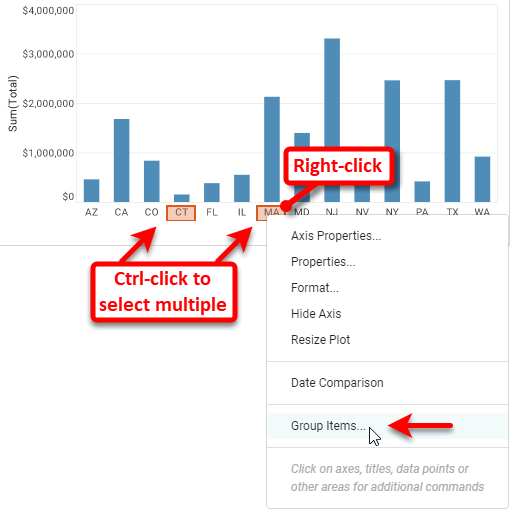 $4,000,000
$3,000,000
$2,000,000
$1,000,000
$0
Sum(Total)
AZ CA CO CT FL IL MA MD NJ NV NY PA TX WA
Right-click
Ctrl-click to
select multiple
Axis Properties...
Properties...
Format...
Hide Axis
Resize Plot
Date Comparison
Group Items...
Click on axes, titles, data points or
other areas for additional commands